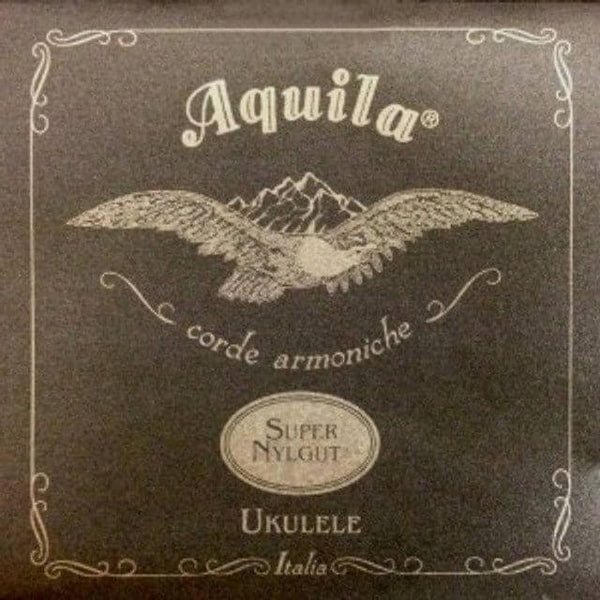 Aquila®
corde armoniche
SUPER
NYLGUT®
UKULELE
Italia